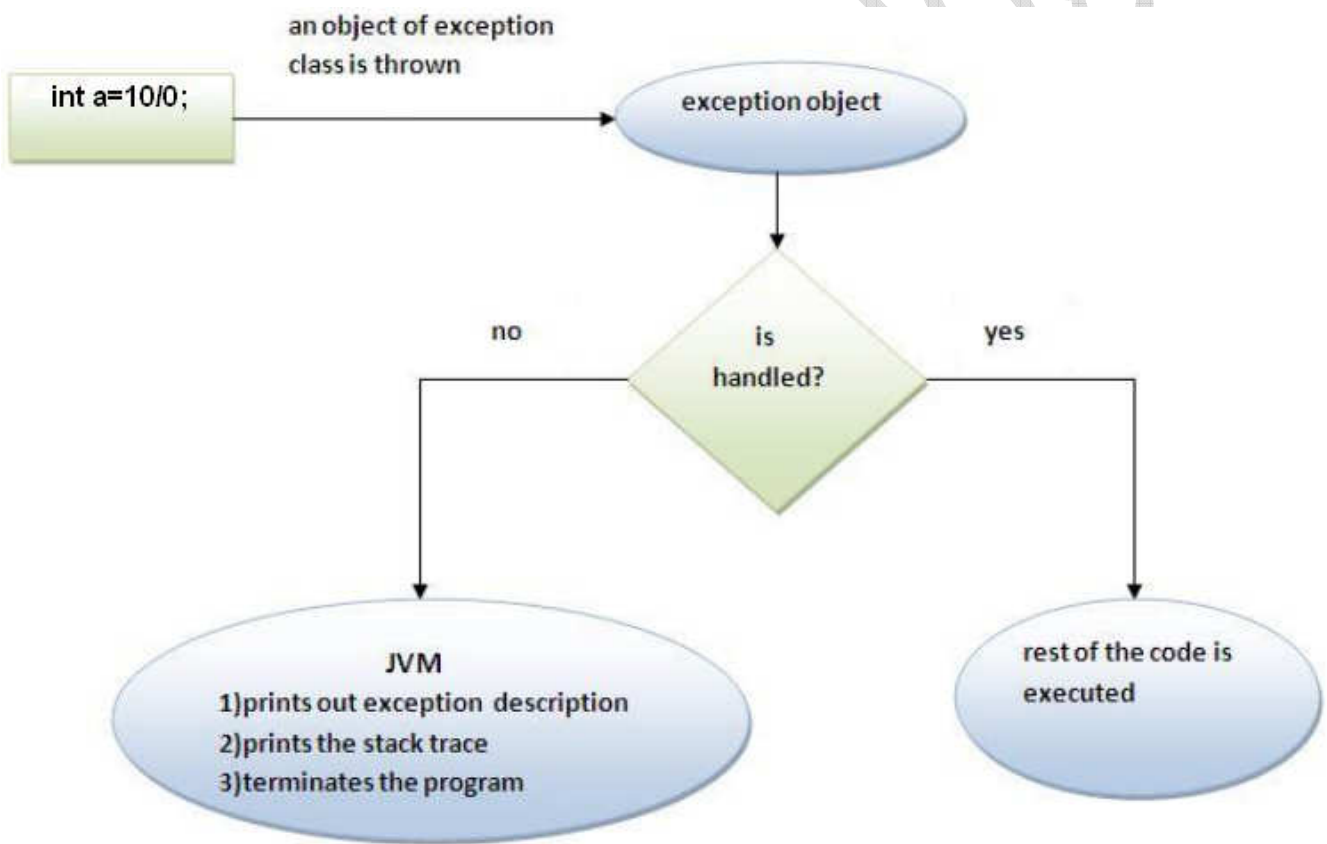 an object of exception
class is thrown
int a=10/0;
exception object
no
is
handled?
yes
JVM
1)prints out exception description
2)prints the stack trace
3)terminates the program
rest of the code is
executed